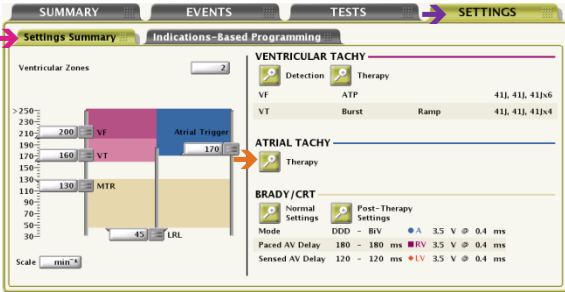 SUMMARY EVENTS TESTS SETTINGS
Settings Summary Indications-Based Programming
Ventricular Zones 2
>250
230
210
190
170
150
130
110
90
70
50
30
200 VF
160 VT
130 MTR
45 LRL
Atrial Trigger
170
Scale min⁻¹
VENTRICULAR TACHY
Detection Therapy
VF ATP 41J, 41J, 41Jx6
VT Burst Ramp 41J, 41J, 41Jx4
ATRIAL TACHY
Therapy
BRADY/CRT
Normal Settings Post-Therapy Settings
Mode DDD - BiV A 3.5 V @ 0.4 ms
Paced AV Delay 180 - 180 ms RV 3.5 V @ 0.4 ms
Sensed AV Delay 120 - 120 ms LV 3.5 V @ 0.4 ms